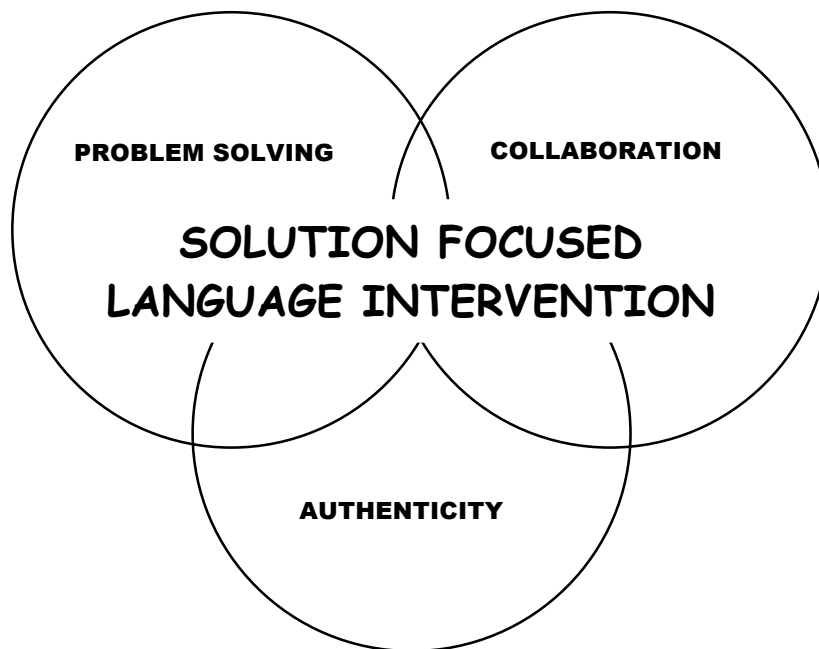 PROBLEM SOLVING
COLLABORATION
SOLUTION FOCUSED
LANGUAGE INTERVENTION
AUTHENTICITY